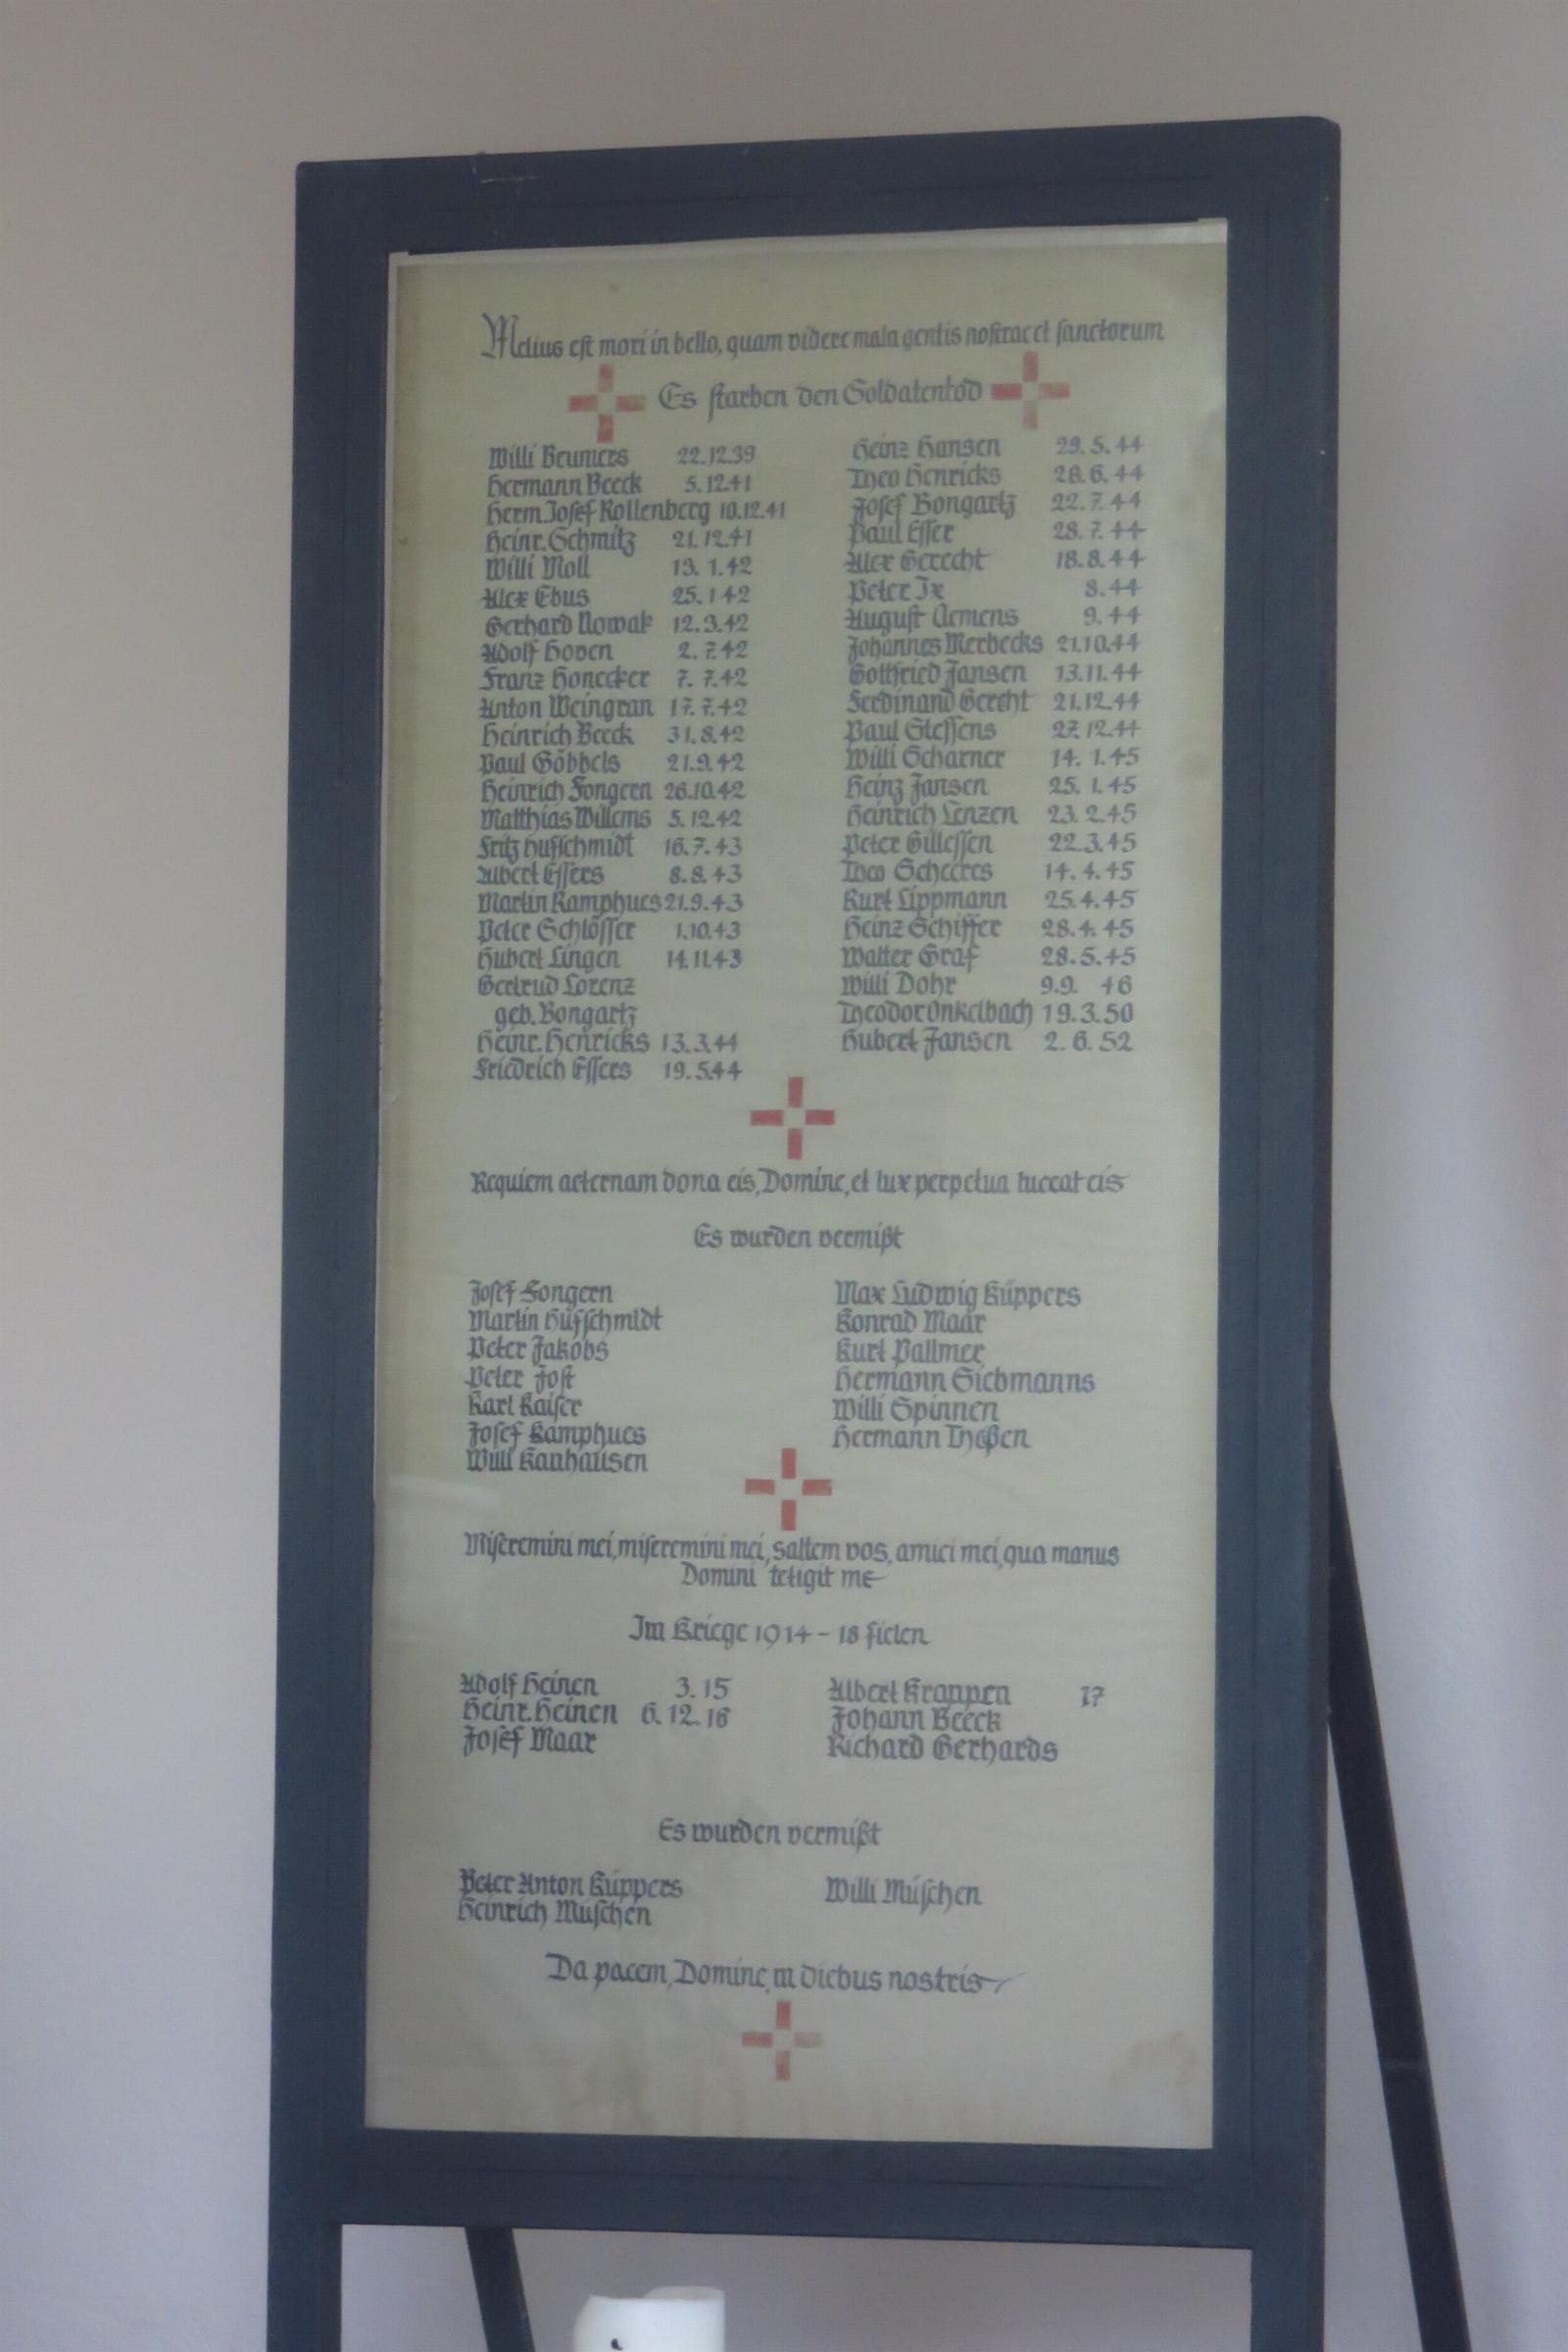 Melius est mori in bello, quam videre mala gentis nostrae et sanctorum
Es starben den Soldatentod
Willi Beumers 22.12.39
Hermann Beeck 5.12.41
Herm. Josef Rollenberg 10.12.41
Heinr. Schmitz 21.12.41
Willi Moll 13. 1.42
Alex Ebus 25.1 42
Gerhard Nowak 12.3.42
Adolf Hoven 2. 7.42
Franz Honecker 7. 7.42
Anton Weingran 17. 7.42
Heinrich Beeck 31.8.42
Paul Göbbels 21.9.42
Heinrich Fongern 26.10.42
Matthias Willems 5.12.42
Fritz Hufschmidt 16.7.43
Albert Essers 8.8.43
Martin Kamphues 21.9.43
Peter Schlösser 1.10.43
Hubert Lingen 14.11.43
Gertrud Lorenz
geb. Bongartz
Heinr. Henricks 13.3.44
Friedrich Essers 19.5.44
Heinz Hansen 29.5.44
Theo Henricks 28.6.44
Josef Bongartz 22.7.44
Paul Esser 28.7.44
Alex Gerecht 18.8.44
Peter Ix 8.44
August Clemens 9.44
Johannes Merbecks 21.10.44
Gottfried Jansen 13.11.44
Ferdinand Gerecht 21.12.44
Paul Steffens 27.12.44
Willi Scharner 14. 1.45
Heinz Jansen 25. 1.45
Heinrich Lenzen 23. 2.45
Peter Gillessen 22.3.45
Theo Scheeres 14.4.45
Kurt Lippmann 25.4.45
Heinz Schiffer 28.4.45
Walter Graf 28.5.45
Willi Dohr 9.9. 46
Theodor Onkelbach 19.3.50
Hubert Jansen 2.6.52
Requiem aeternam dona eis, Domine, et lux perpetua luceat eis
Es wurden vermißt
Josef Fongern
Martin Hufschmidt
Peter Jakobs
Peter Jost
Karl Kaiser
Josef Kamphues
Willi Kanhausen
Max Ludwig Küppers
Konrad Maar
Kurt Pallmer
Hermann Siebmanns
Willi Spinnen
Hermann Theßen
Miseremini mei, miseremini mei, saltem vos, amici mei, qua manus
Domini tetigit me
Im Kriege 1914 - 18 fielen
Adolf Heinen 3.15
Heinr. Heinen 6.12.16
Josef Maar
Albert Krappen 17
Johann Beeck
Richard Gerhards
Es wurden vermißt
Peter Anton Küppers
Heinrich Müschen
Willi Müschen
Da pacem, Domine, in diebus nostris